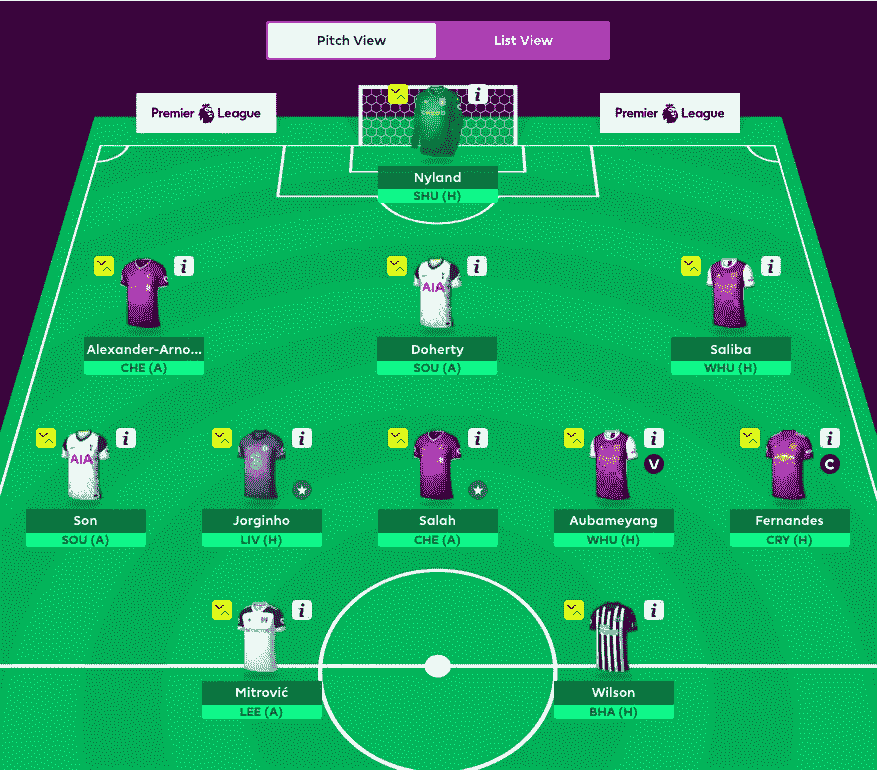 Pitch View List View
Premier League Premier League
Nyland
SHU (H)
Alexander-Arno... Doherty Saliba
CHE (A) SOU (A) WHU (H)
AIA
AIA
V C
Son Jorginho Salah Aubameyang Fernandes
SOU (A) LIV (H) CHE (A) WHU (H) CRY (H)
Mitrović Wilson
LEE (A) BHA (H)